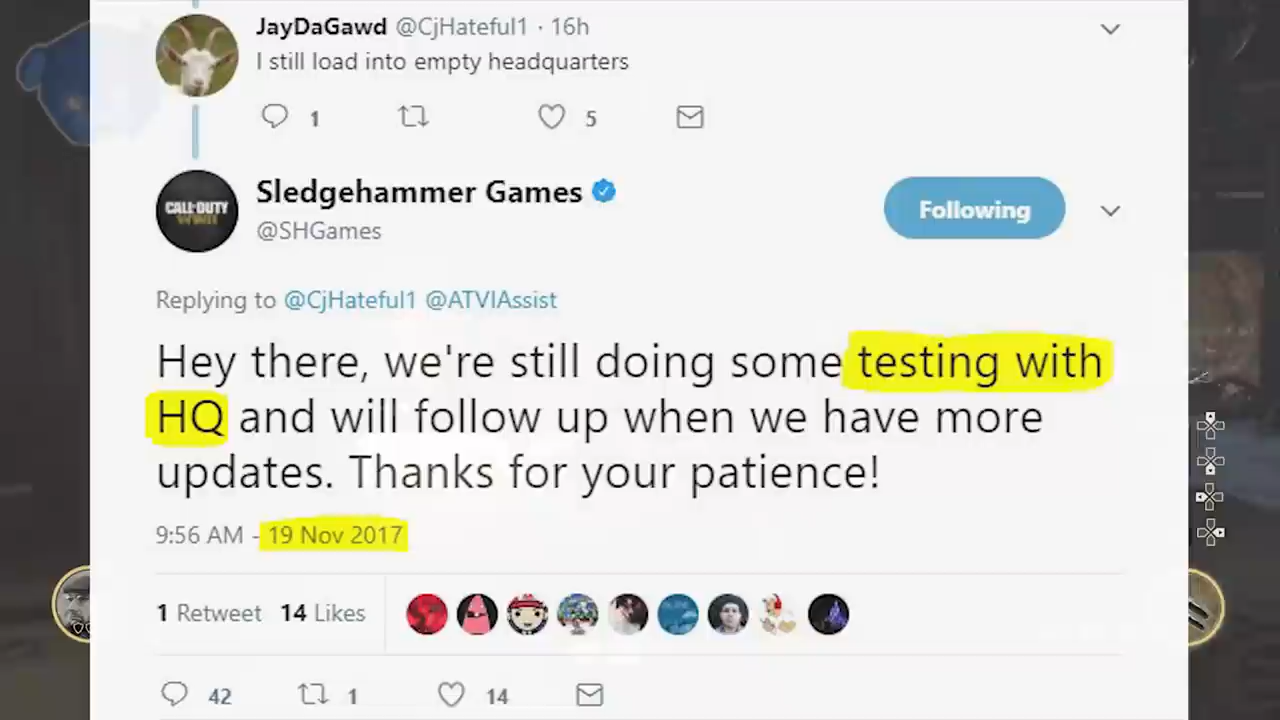 JayDaGawd @CjHateful1 · 16h
I still load into empty headquarters
1 5
CALL·DUTY
Sledgehammer Games
Following
@SHGames
Replying to @CjHateful1 @ATVIAssist
Hey there, we're still doing some testing with
HQ and will follow up when we have more
updates. Thanks for your patience!
9:56 AM - 19 Nov 2017
1 Retweet 14 Likes
42 1 14